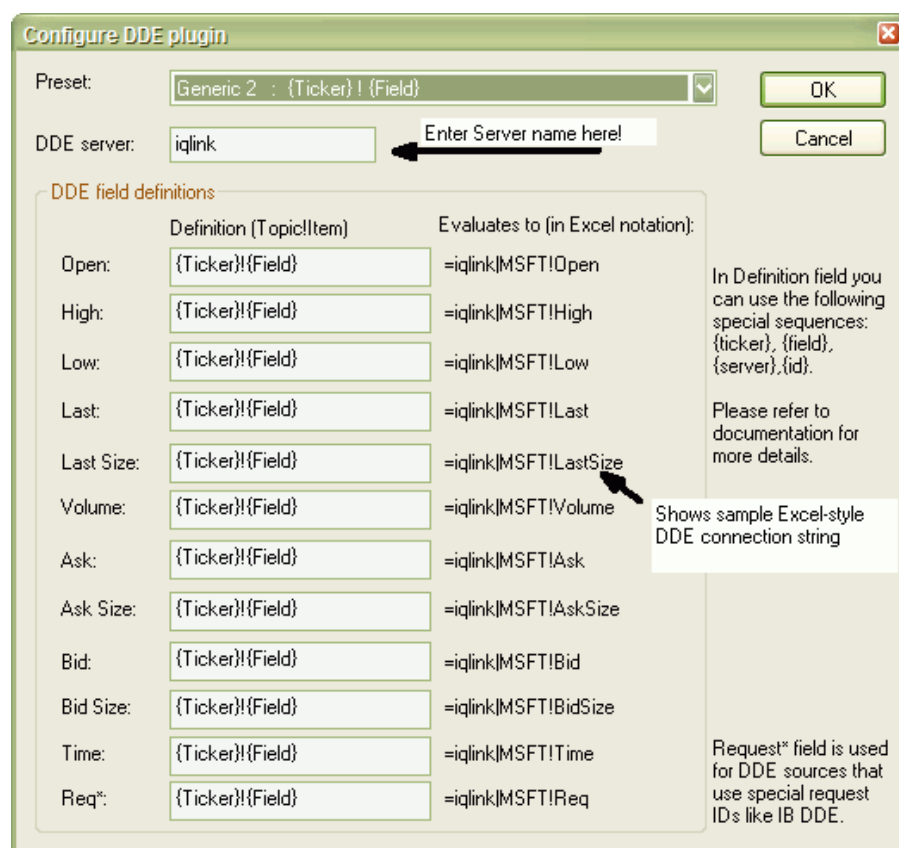 Configure DDE plugin
Preset:
Generic 2 : {Ticker} ! {Field}
OK
DDE server:
iqlink
Enter Server name here!
Cancel
DDE field definitions
Definition (Topic!Item)
Evaluates to (in Excel notation):
Open:
{Ticker}!{Field}
=iqlink|MSFT!Open
High:
{Ticker}!{Field}
=iqlink|MSFT!High
Low:
{Ticker}!{Field}
=iqlink|MSFT!Low
Last:
{Ticker}!{Field}
=iqlink|MSFT!Last
Last Size:
{Ticker}!{Field}
=iqlink|MSFT!LastSize
Volume:
{Ticker}!{Field}
=iqlink|MSFT!Volume
Ask:
{Ticker}!{Field}
=iqlink|MSFT!Ask
Ask Size:
{Ticker}!{Field}
=iqlink|MSFT!AskSize
Bid:
{Ticker}!{Field}
=iqlink|MSFT!Bid
Bid Size:
{Ticker}!{Field}
=iqlink|MSFT!BidSize
Time:
{Ticker}!{Field}
=iqlink|MSFT!Time
Req*:
{Ticker}!{Field}
=iqlink|MSFT!Req
In Definition field you
can use the following
special sequences:
{ticker}, {field},
{server},{id}.
Please refer to
documentation for
more details.
Shows sample Excel-style
DDE connection string
Request* field is used
for DDE sources that
use special request
IDs like IB DDE.